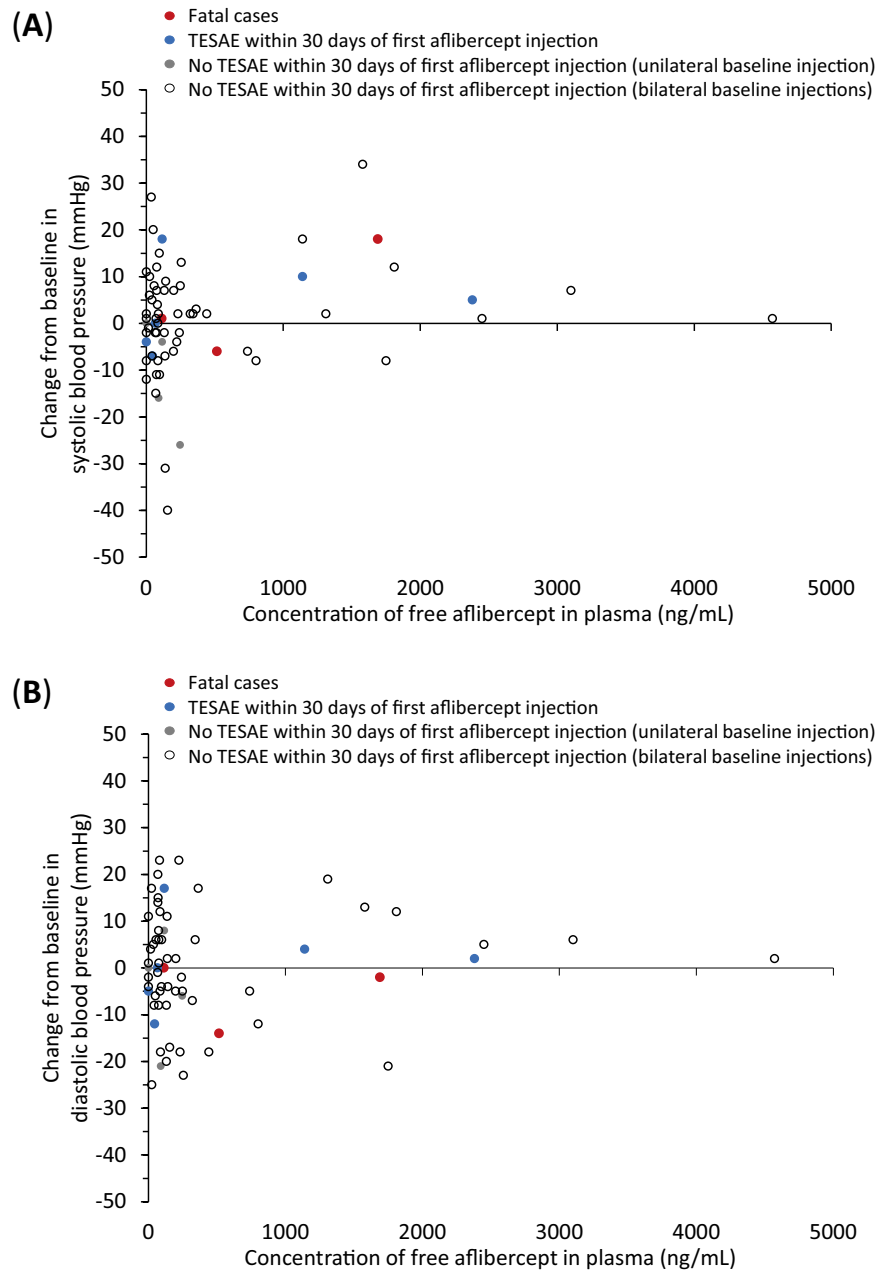 (A)
Fatal cases
TESAE within 30 days of first aflibercept injection
No TESAE within 30 days of first aflibercept injection (unilateral baseline injection)
No TESAE within 30 days of first aflibercept injection (bilateral baseline injections)
50
40
30
20
10
0
-10
-20
-30
-40
-50
Change from baseline in
systolic blood pressure (mmHg)
0 1000 2000 3000 4000 5000
Concentration of free aflibercept in plasma (ng/mL)
(B)
Fatal cases
TESAE within 30 days of first aflibercept injection
No TESAE within 30 days of first aflibercept injection (unilateral baseline injection)
No TESAE within 30 days of first aflibercept injection (bilateral baseline injections)
50
40
30
20
10
0
-10
-20
-30
-40
-50
Change from baseline in
diastolic blood pressure (mmHg)
0 1000 2000 3000 4000 5000
Concentration of free aflibercept in plasma (ng/mL)